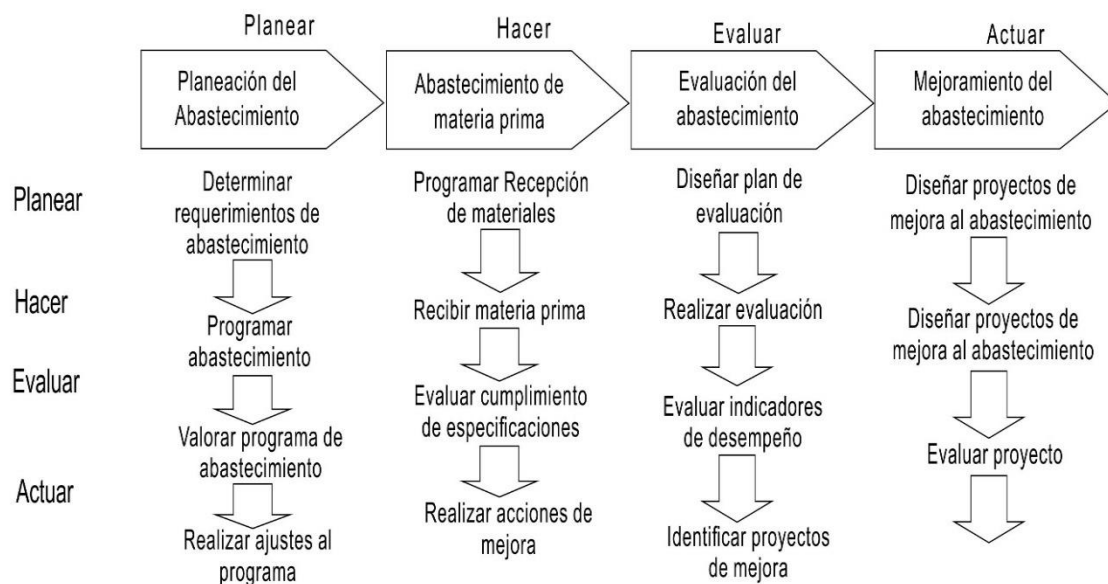 Planear
Hacer
Evaluar
Actuar
Planeación del
Abastecimiento
Abastecimiento de
materia prima
Evaluación del
abastecimiento
Mejoramiento del
abastecimiento
Planear
Determinar
requerimientos de
abastecimiento
Programar Recepción
de materiales
Diseñar plan de
evaluación
Diseñar proyectos de
mejora al abastecimiento
Hacer
Programar
abastecimiento
Recibir materia prima
Realizar evaluación
Diseñar proyectos de
mejora al abastecimiento
Evaluar
Valorar programa de
abastecimiento
Evaluar cumplimiento
de especificaciones
Evaluar indicadores
de desempeño
Evaluar proyecto
Actuar
Realizar ajustes al
programa
Realizar acciones de
mejora
Identificar proyectos
de mejora